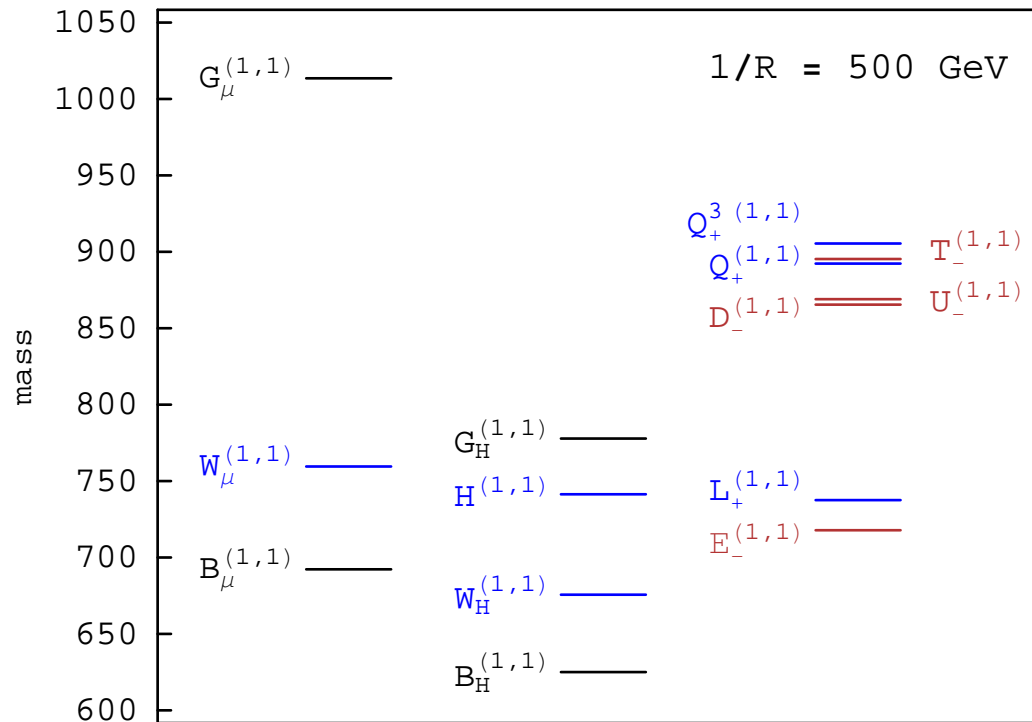 1050
1000
950
900
850
800
750
700
650
600
mass
1/R = 500 GeV
G_μ^(1,1)
W_μ^(1,1)
B_μ^(1,1)
G_H^(1,1)
H^(1,1)
W_H^(1,1)
B_H^(1,1)
Q_+^3 (1,1)
Q_+^(1,1)
T_-^(1,1)
D_-^(1,1)
U_-^(1,1)
L_+^(1,1)
E_-^(1,1)